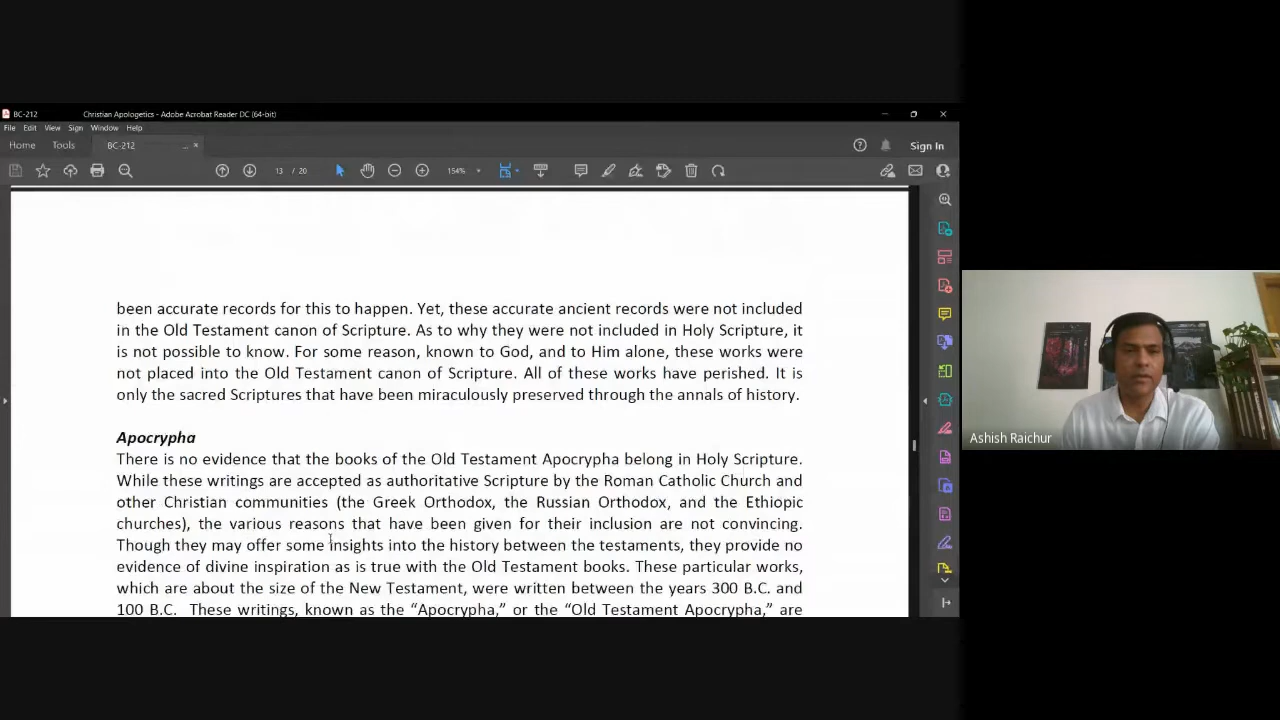 BC-212 Christian Apologetics - Adobe Acrobat Reader DC (64-bit)
File Edit View Sign Window Help
Home Tools BC-212 ... × Sign In
13 / 20 154%
been accurate records for this to happen. Yet, these accurate ancient records were not included
in the Old Testament canon of Scripture. As to why they were not included in Holy Scripture, it
is not possible to know. For some reason, known to God, and to Him alone, these works were
not placed into the Old Testament canon of Scripture. All of these works have perished. It is
only the sacred Scriptures that have been miraculously preserved through the annals of history.
Apocrypha
There is no evidence that the books of the Old Testament Apocrypha belong in Holy Scripture.
While these writings are accepted as authoritative Scripture by the Roman Catholic Church and
other Christian communities (the Greek Orthodox, the Russian Orthodox, and the Ethiopic
churches), the various reasons that have been given for their inclusion are not convincing.
Though they may offer some insights into the history between the testaments, they provide no
evidence of divine inspiration as is true with the Old Testament books. These particular works,
which are about the size of the New Testament, were written between the years 300 B.C. and
100 B.C. These writings, known as the “Apocrypha,” or the “Old Testament Apocrypha,” are
Ashish Raichur